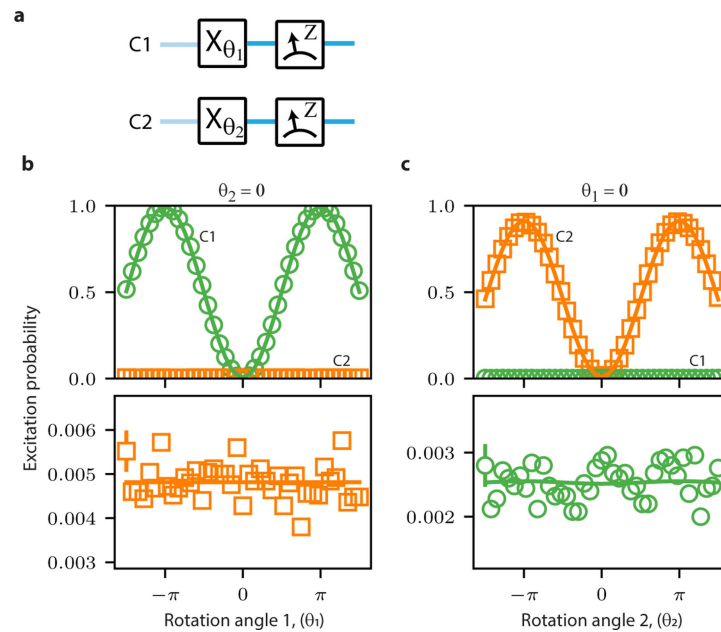 a
C1 Xθ₁ Z
C2 Xθ₂ Z
b
θ₂ = 0
Excitation probability
1.0
0.5
0.0
C1
C2
0.006
0.005
0.004
0.003
−π 0 π
Rotation angle 1, (θ₁)
c
θ₁ = 0
1.0
0.5
0.0
C2
C1
0.003
0.002
−π 0 π
Rotation angle 2, (θ₂)